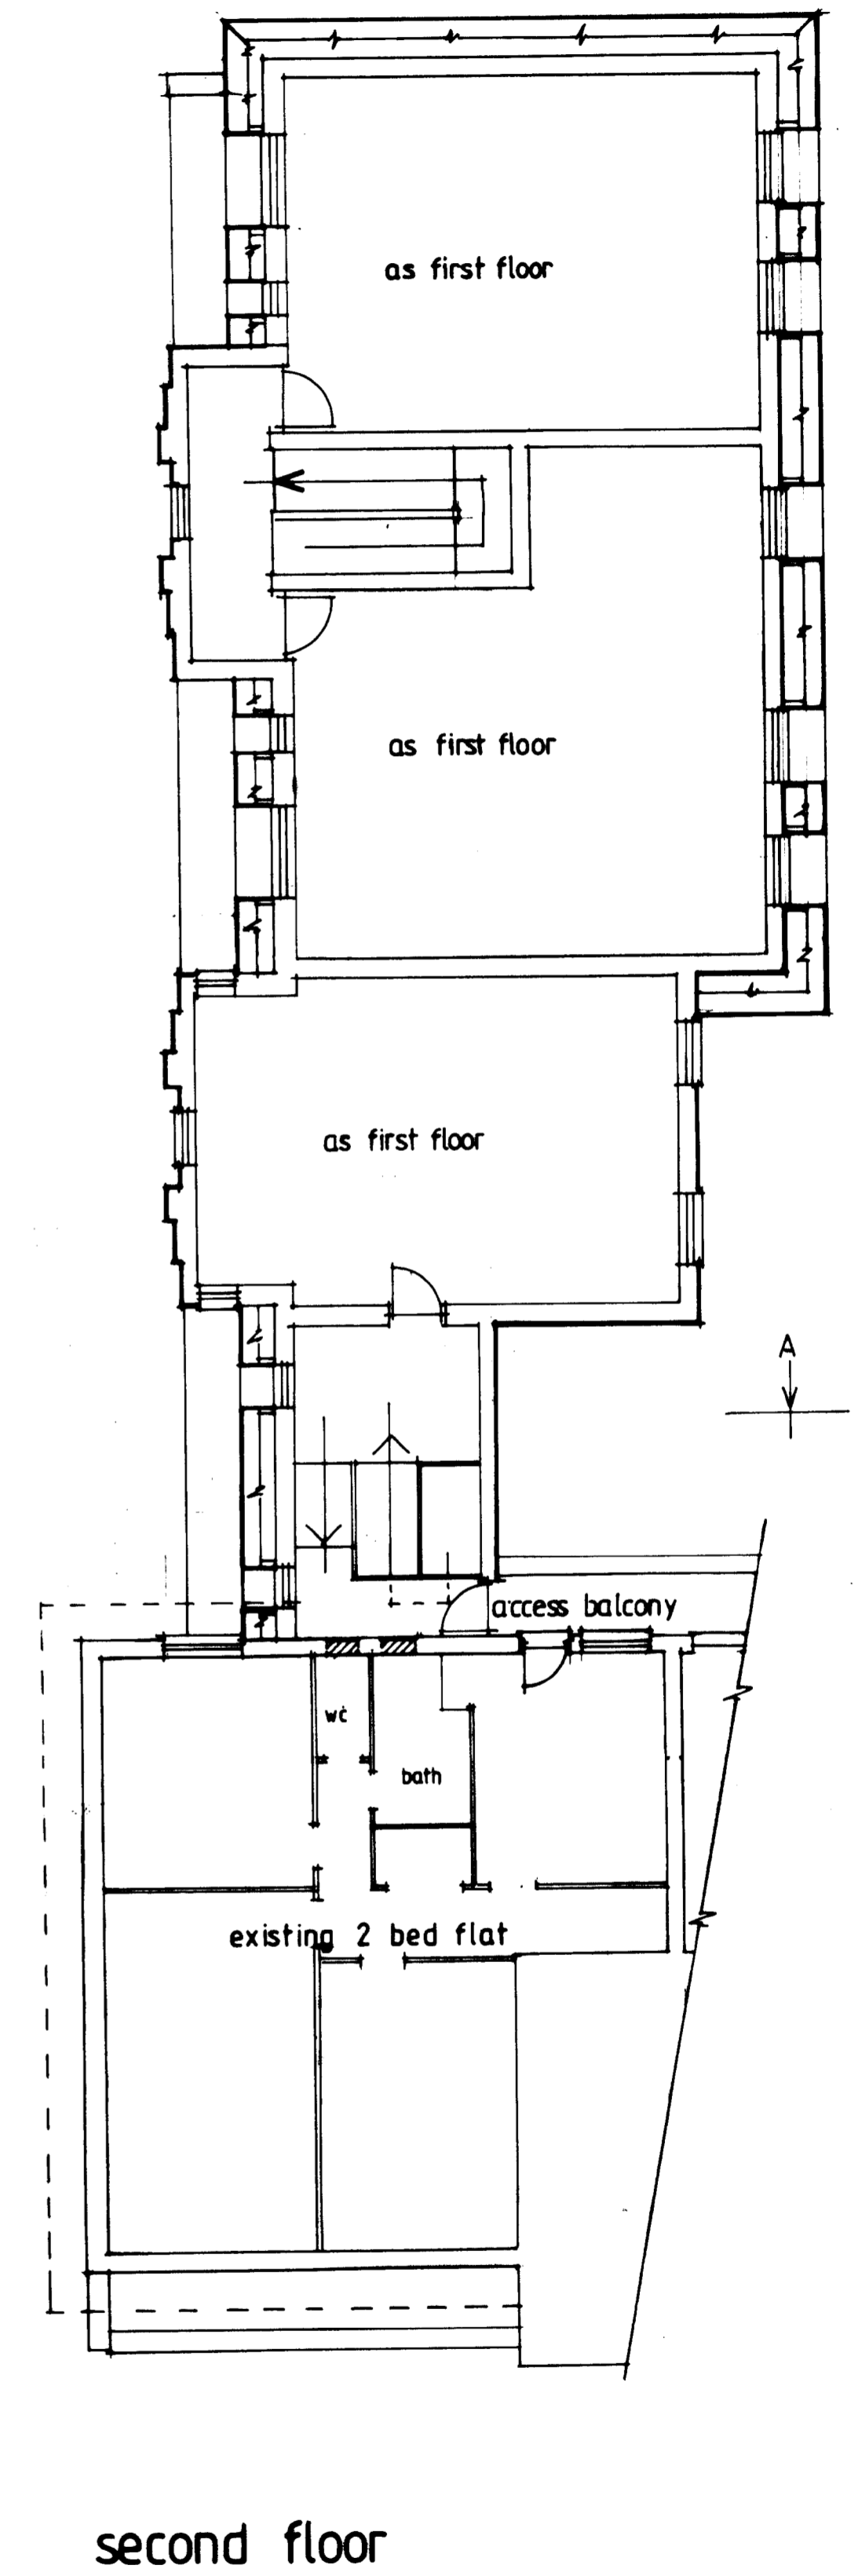 as first floor
as first floor
as first floor
A
access balcony
wc
bath
existing 2 bed flat
second floor